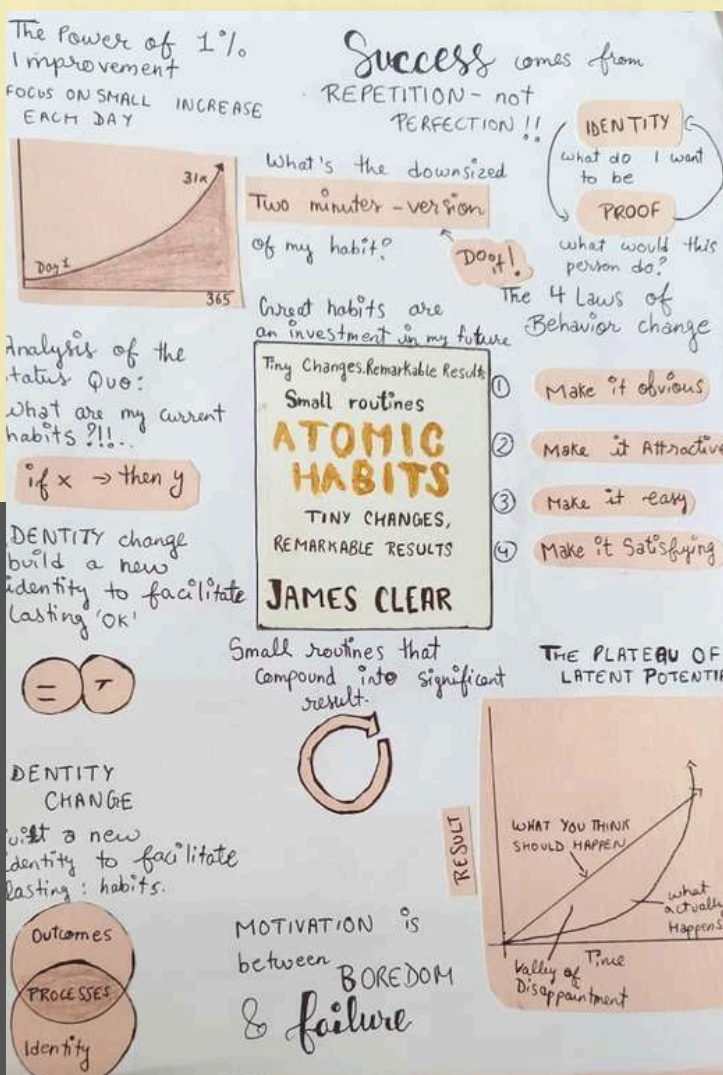 The Power of 1%
Improvement
FOCUS ON SMALL INCREASE
EACH DAY
31x
Day 1
365
Success comes from
REPETITION - not
PERFECTION !!
What's the downsized
Two minutes - version
of my habit?
Do it!
IDENTITY
what do I want
to be
PROOF
what would this
person do?
Great habits are
an investment in my future
The 4 Laws of
Behavior change
① Make it obvious
② Make it Attractive
③ Make it easy
④ Make it Satisfying
Analysis of the
tatus Quo:
What are my current
habits ?!!..
if x → then y
DENTITY change
build a new
identity to facilitate
Lasting 'OK'
Tiny Changes. Remarkable Results
Small routines
ATOMIC
HABITS
TINY CHANGES,
REMARKABLE RESULTS
JAMES CLEAR
Small routines that
compound into significant
result.
DENTITY
CHANGE
a new
identity to facilitate
lasting : habits.
Outcomes
PROCESSES
Identity
MOTIVATION is
between BOREDOM
& failure
THE PLATEAU OF
LATENT POTENTIA
RESULT
WHAT YOU THINK
SHOULD HAPPEN
what
actually
Happens
Time
Valley of
Disappointment